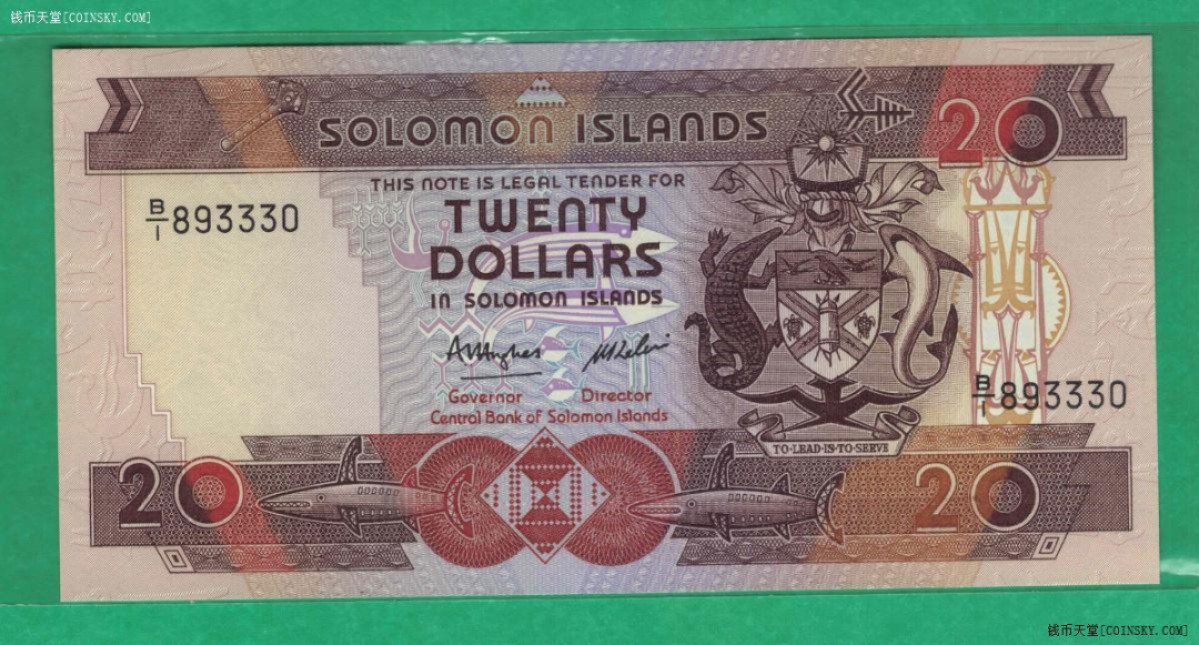 钱币天堂[COINSKY.COM]
SOLOMON ISLANDS
20
THIS NOTE IS LEGAL TENDER FOR
B/1 893330
TWENTY
DOLLARS
IN SOLOMON ISLANDS
Governor Director
Central Bank of Solomon Islands
B/1 893330
TO·LEAD·IS·TO·SERVE
20
20
钱币天堂[COINSKY.COM]